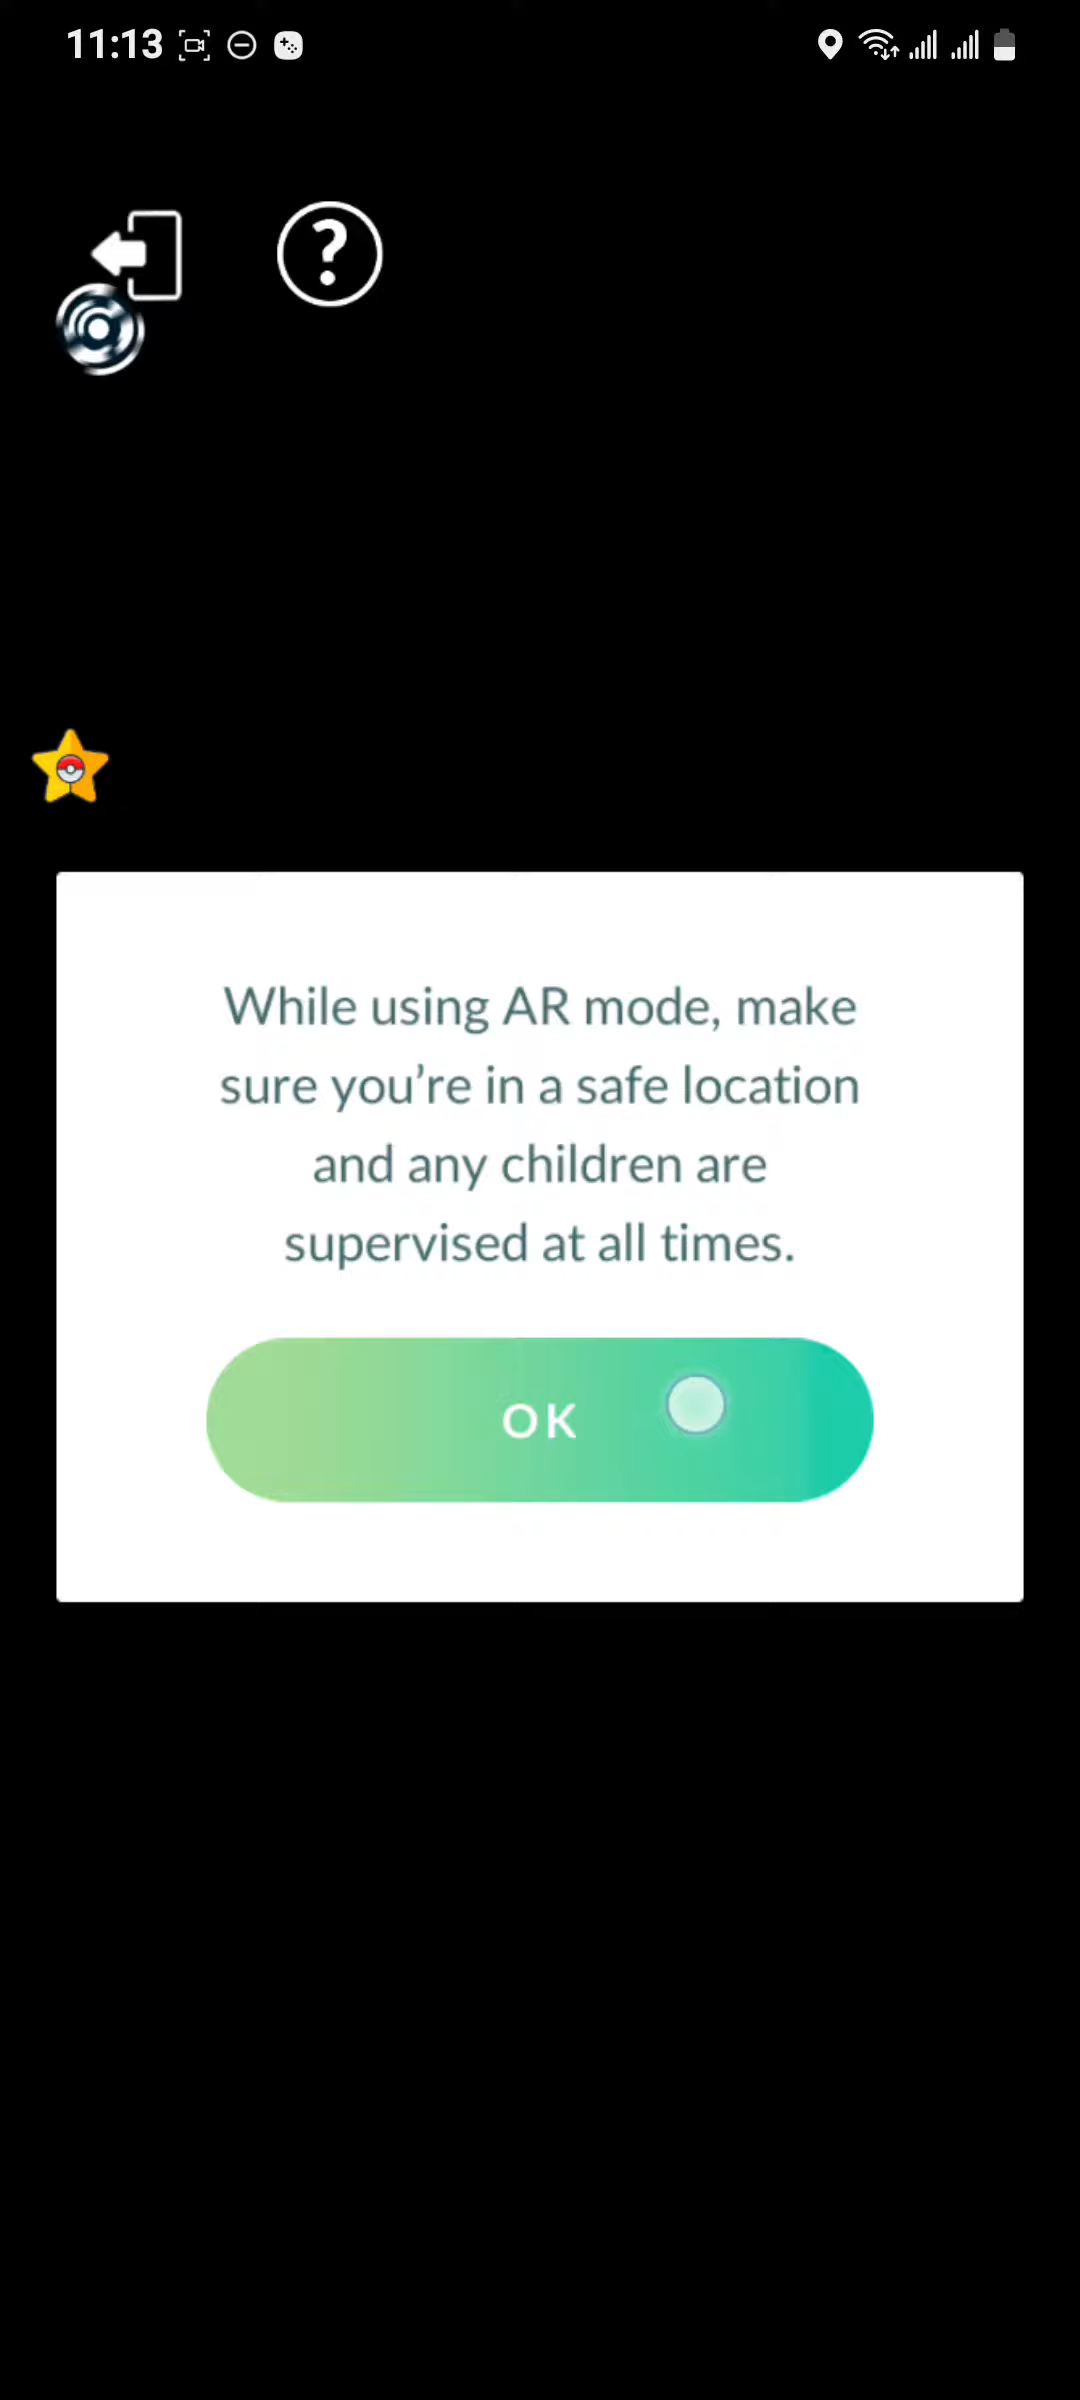 11:13
?
While using AR mode, make
sure you’re in a safe location
and any children are
supervised at all times.
OK